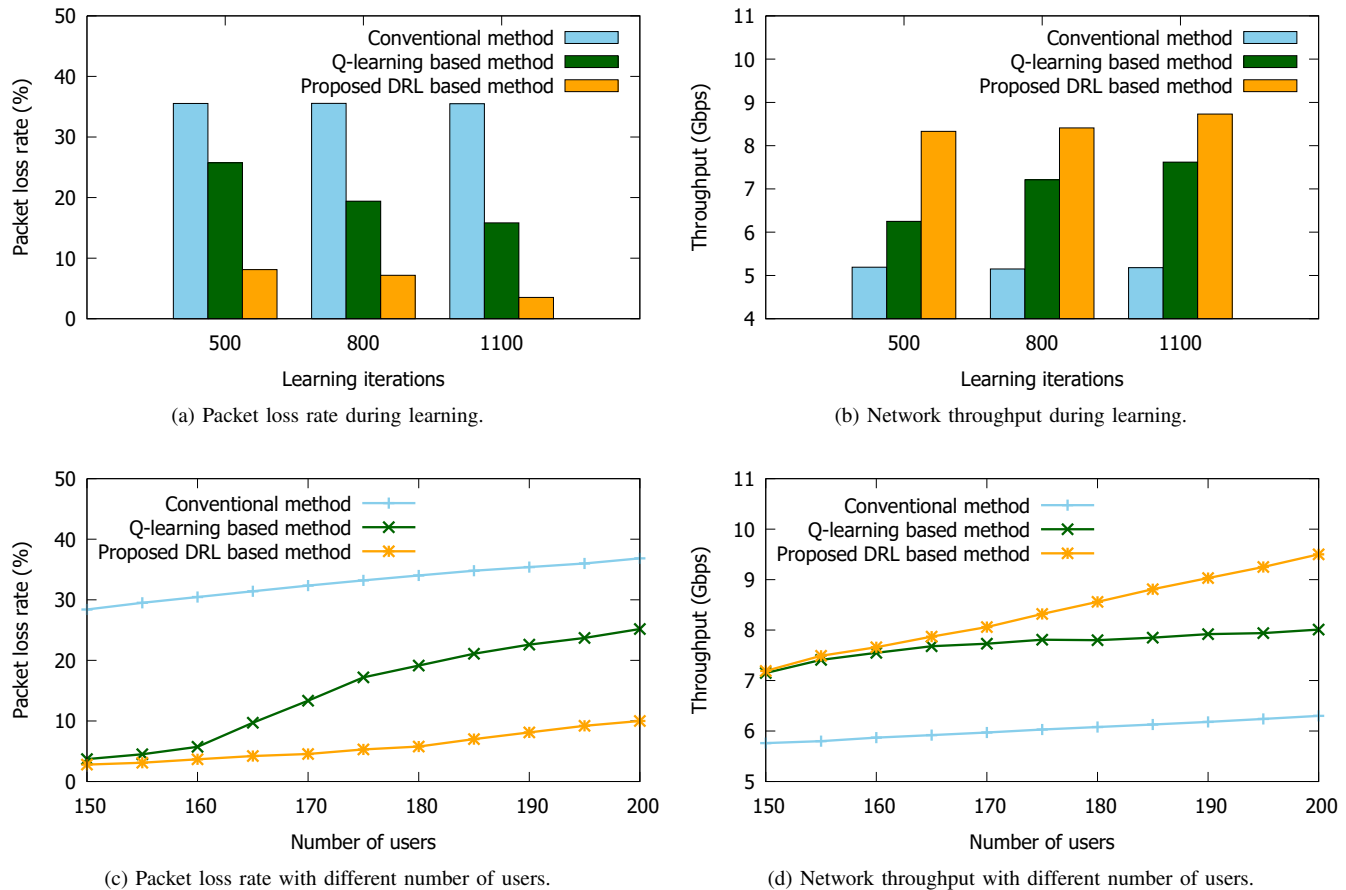 50
40
30
20
10
0
Packet loss rate (%)
Conventional method
Q-learning based method
Proposed DRL based method
500 800 1100
Learning iterations
(a) Packet loss rate during learning.
11
10
9
8
7
6
5
4
Throughput (Gbps)
Conventional method
Q-learning based method
Proposed DRL based method
500 800 1100
Learning iterations
(b) Network throughput during learning.
50
40
30
20
10
0
Packet loss rate (%)
Conventional method
Q-learning based method
Proposed DRL based method
150 160 170 180 190 200
Number of users
(c) Packet loss rate with different number of users.
11
10
9
8
7
6
5
Throughput (Gbps)
Conventional method
Q-learning based method
Proposed DRL based method
150 160 170 180 190 200
Number of users
(d) Network throughput with different number of users.